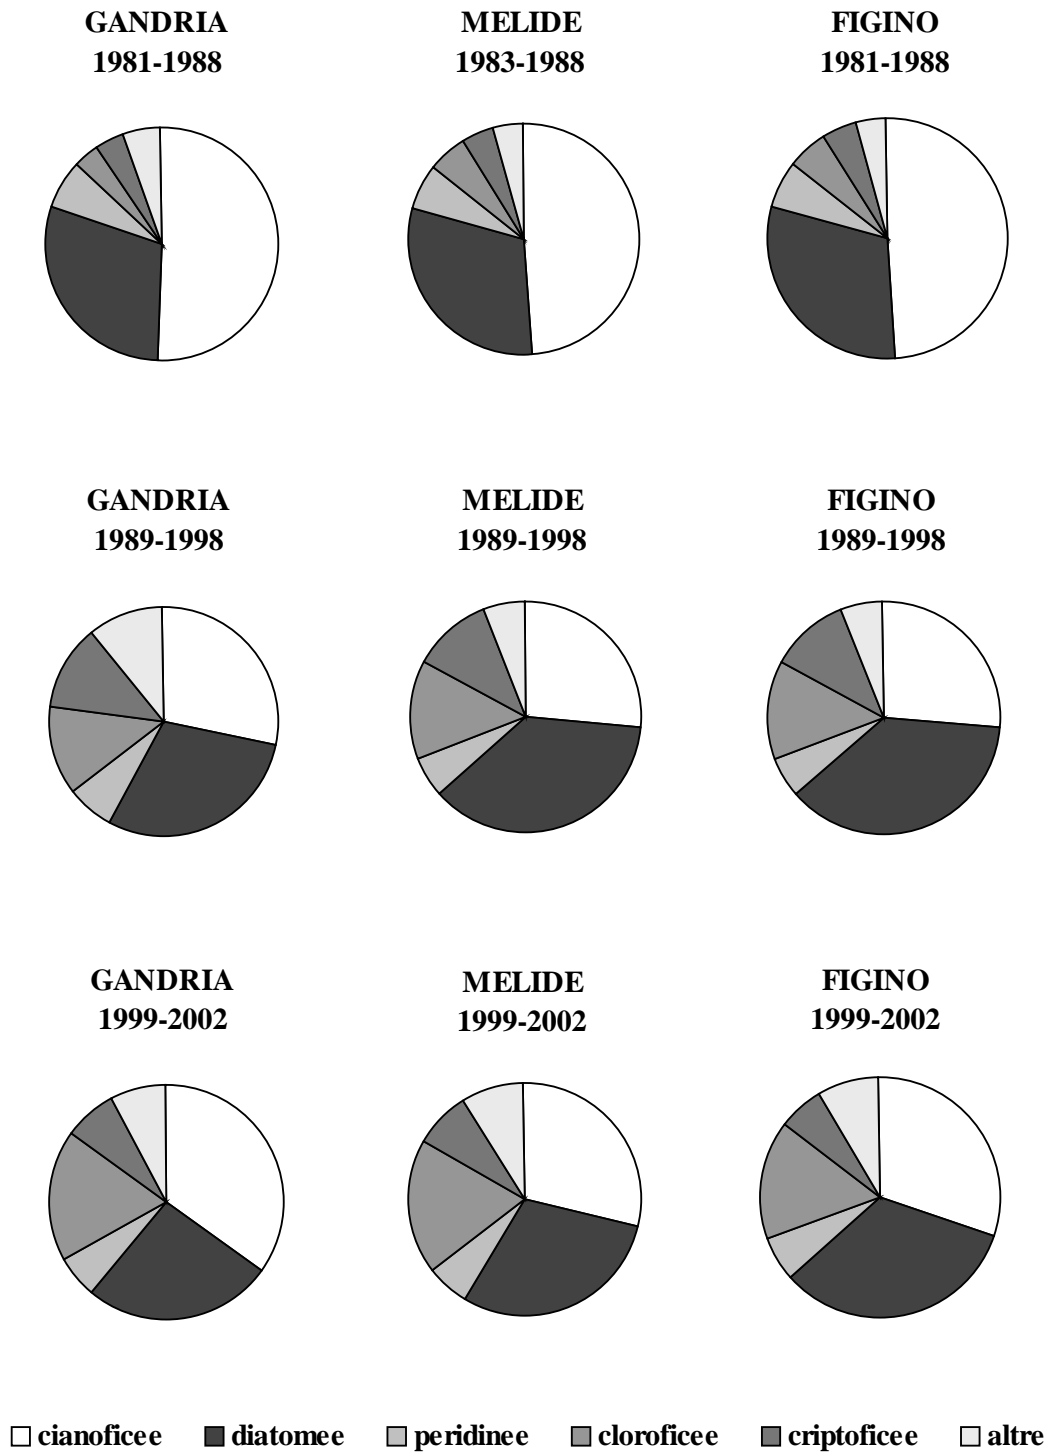 GANDRIA
1981-1988
MELIDE
1983-1988
FIGINO
1981-1988
GANDRIA
1989-1998
MELIDE
1989-1998
FIGINO
1989-1998
GANDRIA
1999-2002
MELIDE
1999-2002
FIGINO
1999-2002
cianoficee diatomee peridinee cloroficee criptoficee altre